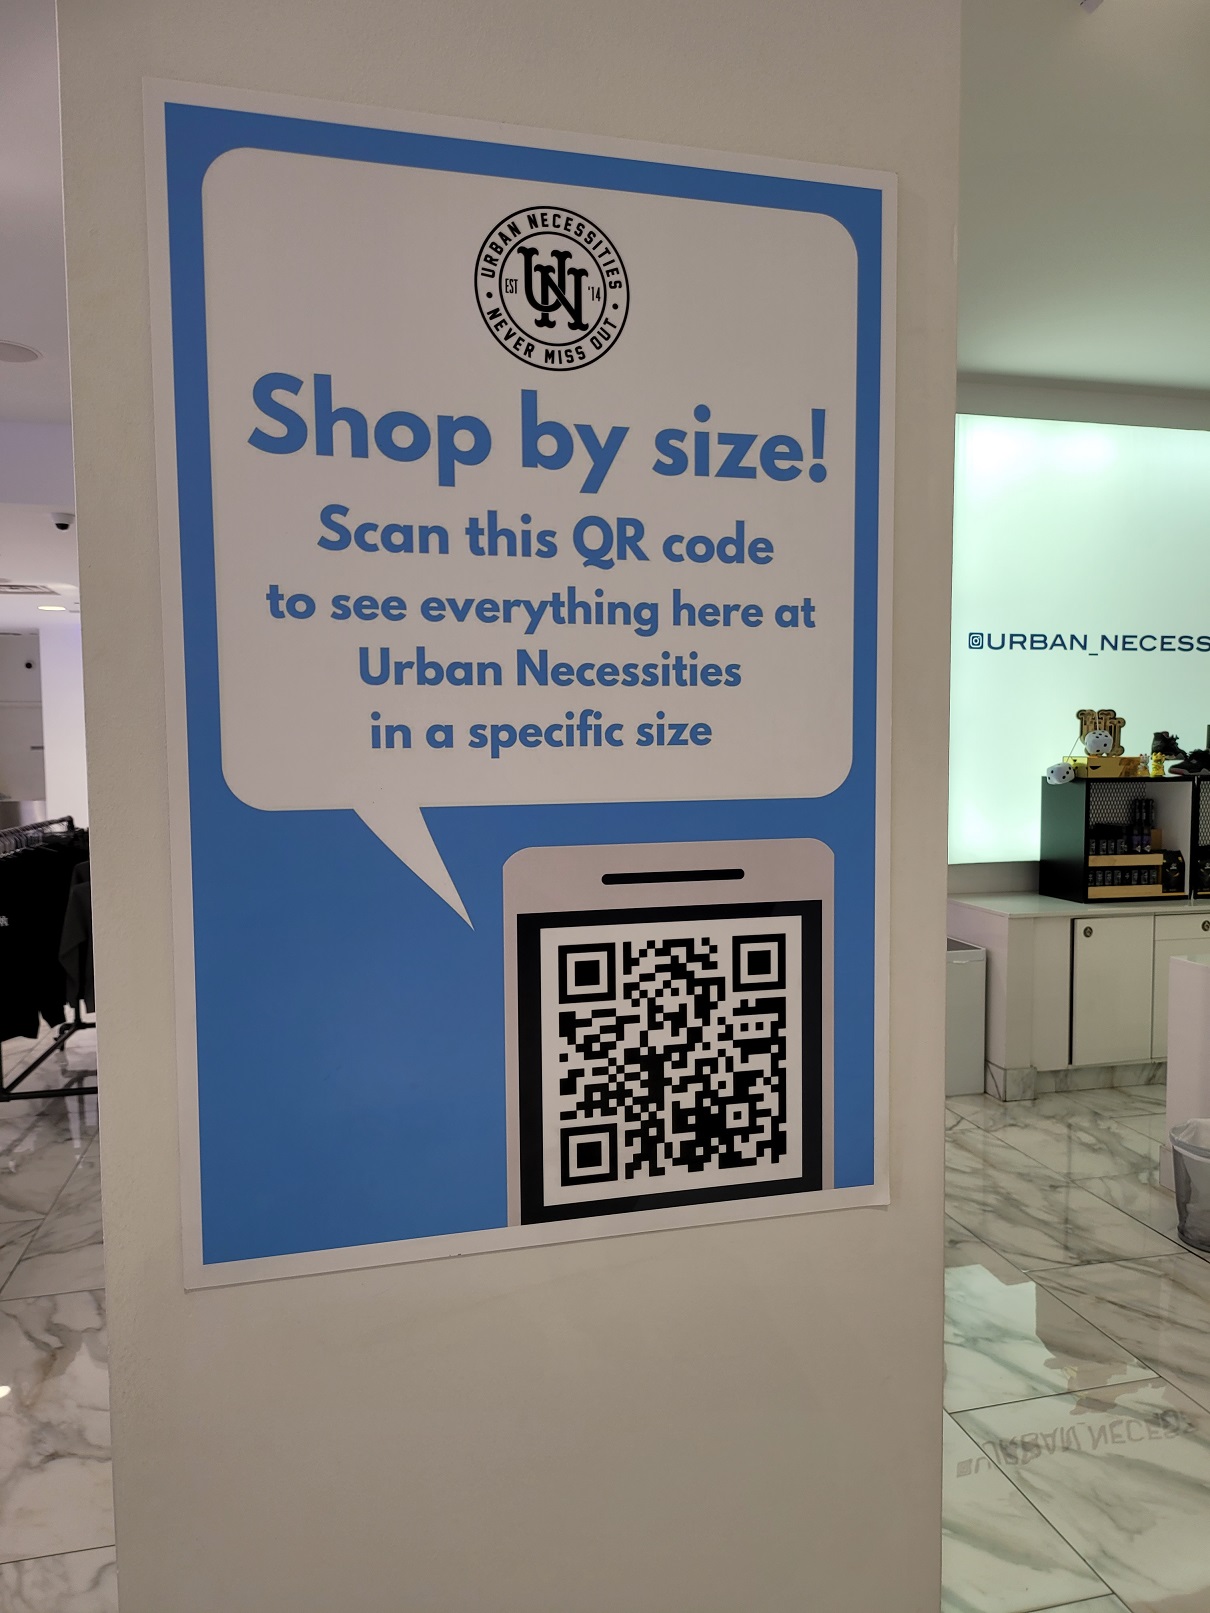 URBAN NECESSITIES
EST UN '14
NEVER MISS OUT
Shop by size!
Scan this QR code
to see everything here at
Urban Necessities
in a specific size
URBAN_NECESS